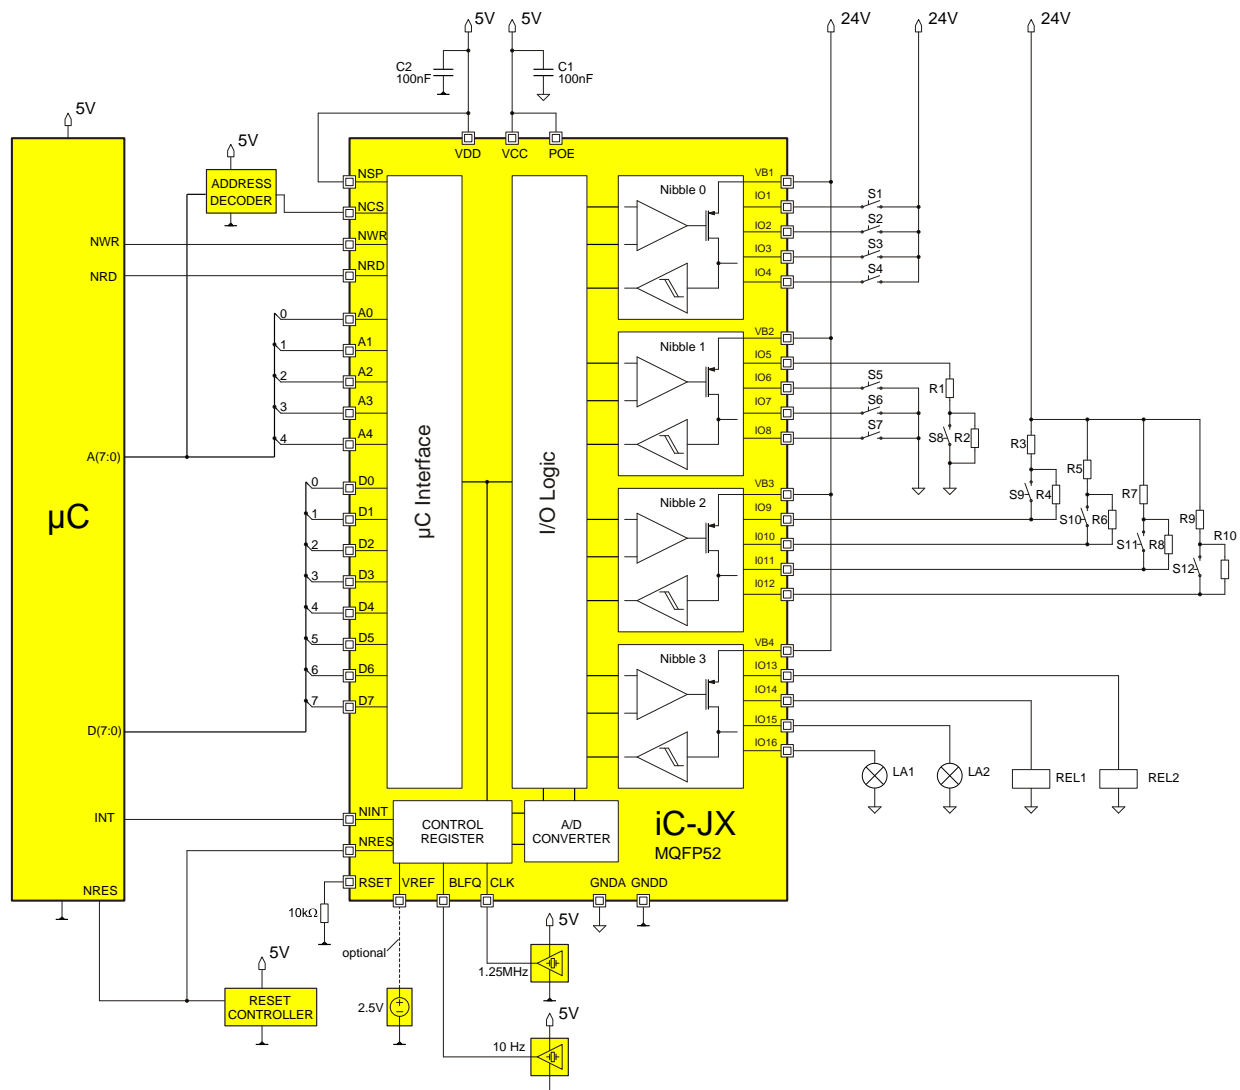 5V
5V
24V
24V
24V
C2
100nF
C1
100nF
5V
5V
VDD
VCC
POE
ADDRESS
DECODER
NSP
NCS
NWR
NWR
NRD
NRD
A0
A1
A2
A3
A4
0
1
2
3
4
A(7:0)
D0
D1
D2
D3
D4
D5
D6
D7
0
1
2
3
4
5
6
7
D(7:0)
µC
µC Interface
I/O Logic
Nibble 0
VB1
IO1
IO2
IO3
IO4
S1
S2
S3
S4
Nibble 1
VB2
IO5
IO6
IO7
IO8
S5
S6
S7
R1
S8
R2
Nibble 2
VB3
IO9
I010
I011
I012
R3
S9
R4
R5
S10
R6
R7
S11
R8
R9
S12
R10
Nibble 3
VB4
IO13
IO14
IO15
IO16
LA1
LA2
REL1
REL2
INT
NINT
NRES
NRES
CONTROL
REGISTER
A/D
CONVERTER
iC-JX
MQFP52
RSET
VREF
BLFQ
CLK
GNDA
GNDD
10kΩ
optional
5V
1.25MHz
5V
RESET
CONTROLLER
2.5V
5V
10 Hz